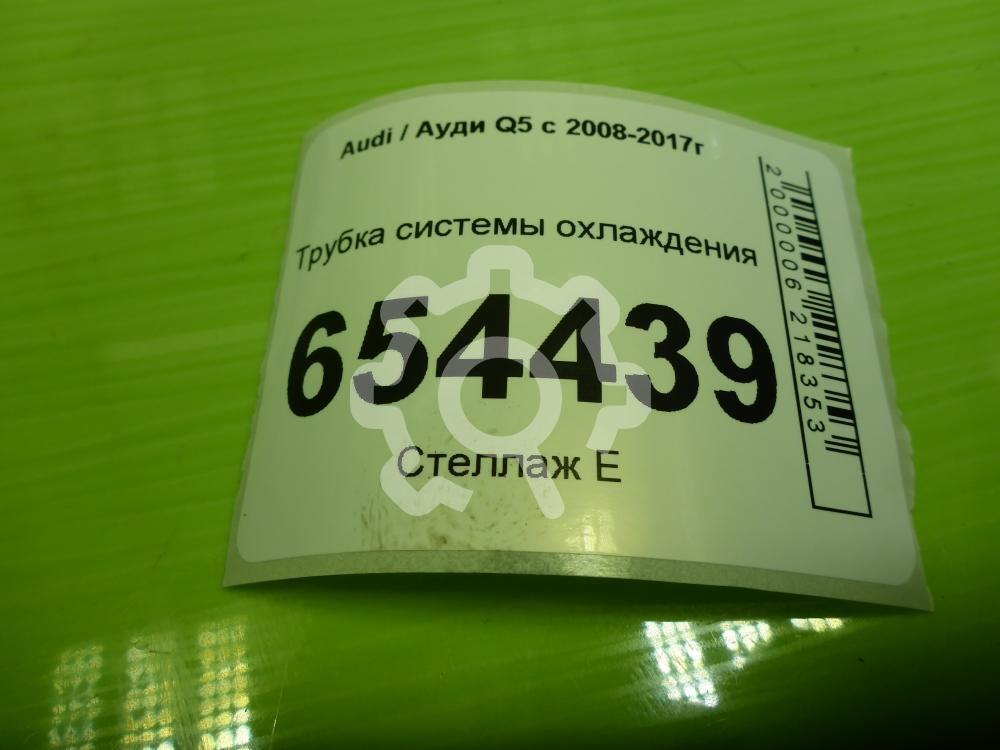 Audi / Ауди Q5 с 2008-2017г
Трубка системы охлаждения
654439
Стеллаж Е
2000006218353